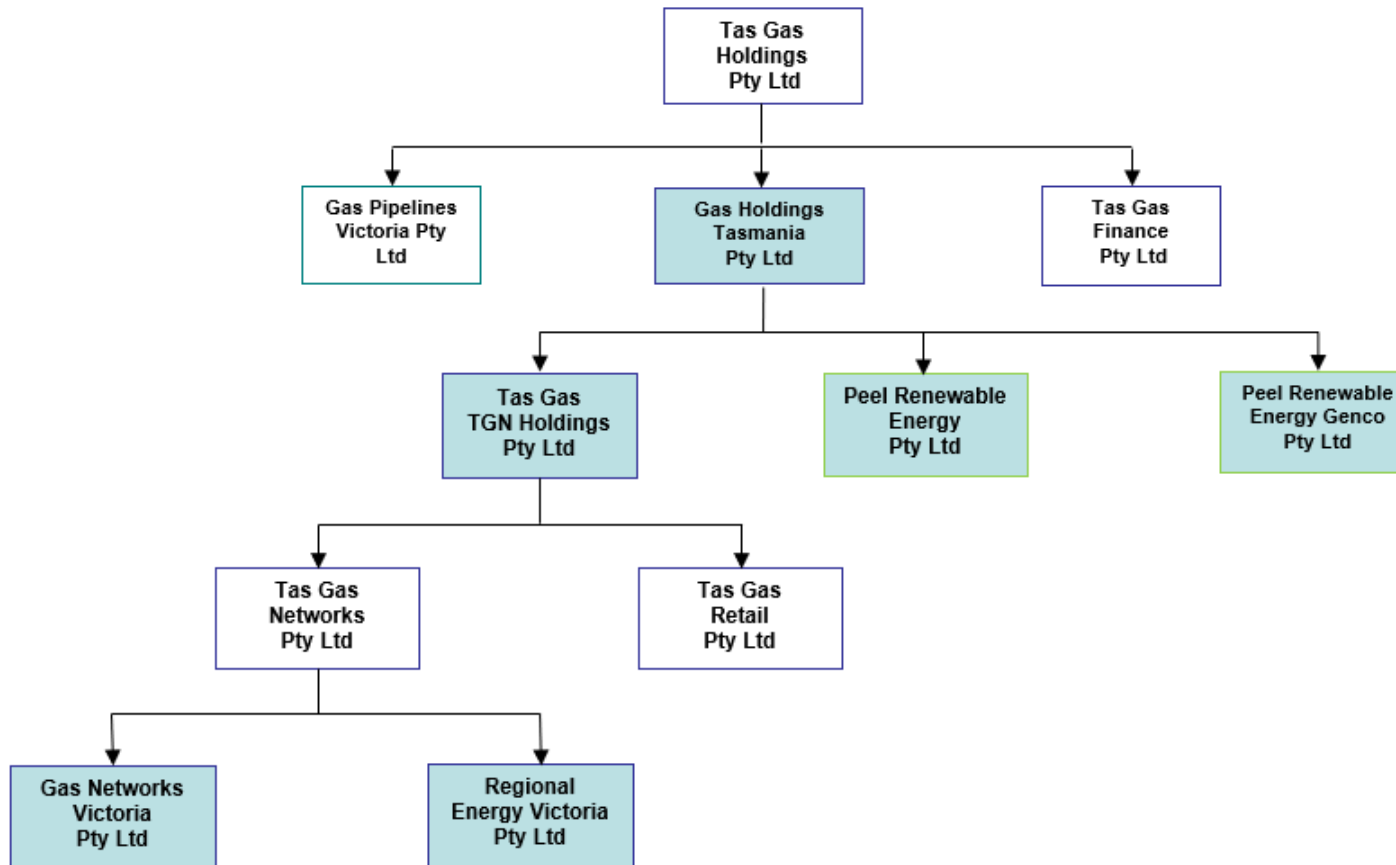 Tas Gas
Holdings
Pty Ltd
Gas Pipelines
Victoria Pty
Ltd
Gas Holdings
Tasmania
Pty Ltd
Tas Gas
Finance
Pty Ltd
Tas Gas
TGN Holdings
Pty Ltd
Peel Renewable
Energy
Pty Ltd
Peel Renewable
Energy Genco
Pty Ltd
Tas Gas
Networks
Pty Ltd
Tas Gas
Retail
Pty Ltd
Gas Networks
Victoria
Pty Ltd
Regional
Energy Victoria
Pty Ltd